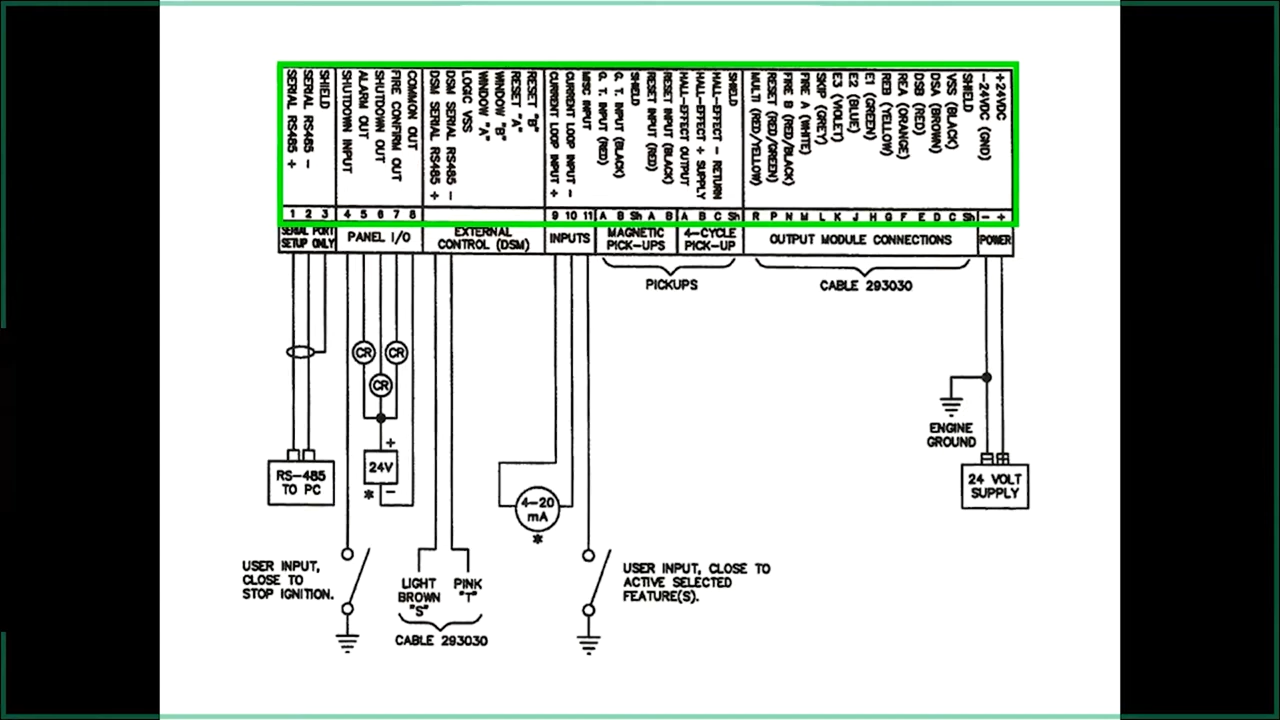 SERIAL RS485 +
SERIAL RS485 -
SHIELD
SHUTDOWN INPUT
ALARM OUT
SHUTDOWN OUT
FIRE CONFIRM OUT
COMMON OUT
DSM SERIAL RS485 +
DSM SERIAL RS485 -
LOGIC VSS
WINDOW "A"
WINDOW "B"
RESET "A"
RESET "B"
CURRENT LOOP INPUT +
CURRENT LOOP INPUT -
MISC INPUT
G. T. INPUT (RED)
G. T. INPUT (BLACK)
SHIELD
RESET INPUT (RED)
RESET INPUT (BLACK)
HALL-EFFECT OUTPUT
HALL-EFFECT + SUPPLY
HALL-EFFECT - RETURN
SHIELD
MULTI (RED/YELLOW)
RESET (RED/GREEN)
FIRE B (RED/BLACK)
FIRE A (WHITE)
SKIP (GREY)
E3 (VIOLET)
E2 (BLUE)
E1 (GREEN)
REB (YELLOW)
REA (ORANGE)
DSB (RED)
DSA (BROWN)
VSS (BLACK)
SHIELD
-24VDC (GND)
+24VDC
1 2 3 4 5 6 7 8 9 10 11 A B Sh A B A B C Sh R P N M L K J H G F E D C Sh - +
SERIAL PORT
SETUP ONLY
PANEL I/O
EXTERNAL
CONTROL (DSM)
INPUTS
MAGNETIC
PICK-UPS
4-CYCLE
PICK-UP
OUTPUT MODULE CONNECTIONS
POWER
PICKUPS
CABLE 293030
CR CR
CR
ENGINE
GROUND
+
24V
* -
RS-485
TO PC
4-20
mA
*
24 VOLT
SUPPLY
USER INPUT,
CLOSE TO
STOP IGNITION.
LIGHT
BROWN
"S"
PINK
"T"
CABLE 293030
USER INPUT, CLOSE TO
ACTIVE SELECTED
FEATURE(S).